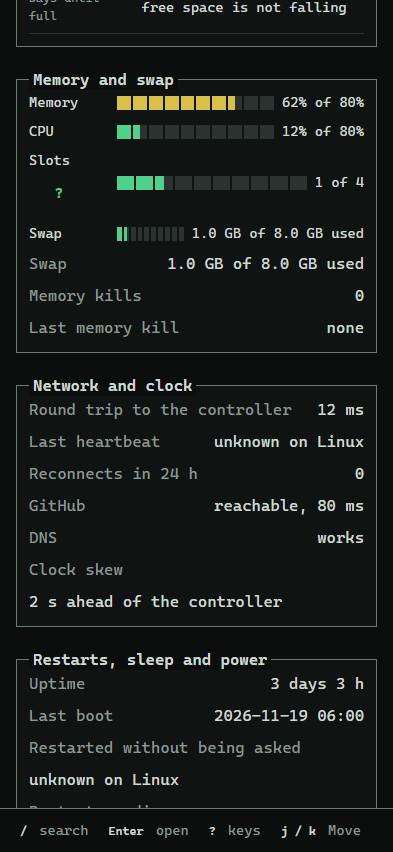 Days until free space is not falling
full
Memory and swap
Memory 62% of 80%
CPU 12% of 80%
Slots
? 1 of 4
Swap 1.0 GB of 8.0 GB used
Swap 1.0 GB of 8.0 GB used
Memory kills 0
Last memory kill none
Network and clock
Round trip to the controller 12 ms
Last heartbeat unknown on Linux
Reconnects in 24 h 0
GitHub reachable, 80 ms
DNS works
Clock skew
2 s ahead of the controller
Restarts, sleep and power
Uptime 3 days 3 h
Last boot 2026-11-19 06:00
Restarted without being asked
unknown on Linux
/ search Enter open ? keys j / k Move